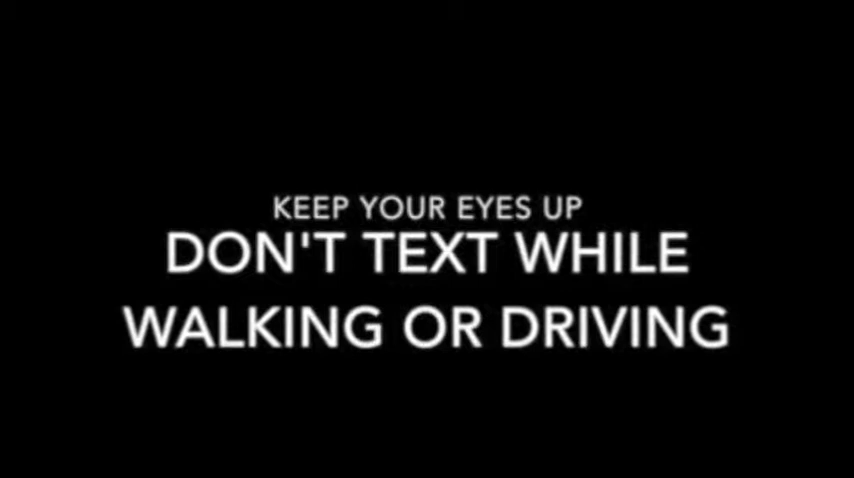 KEEP YOUR EYES UP
DON'T TEXT WHILE
WALKING OR DRIVING